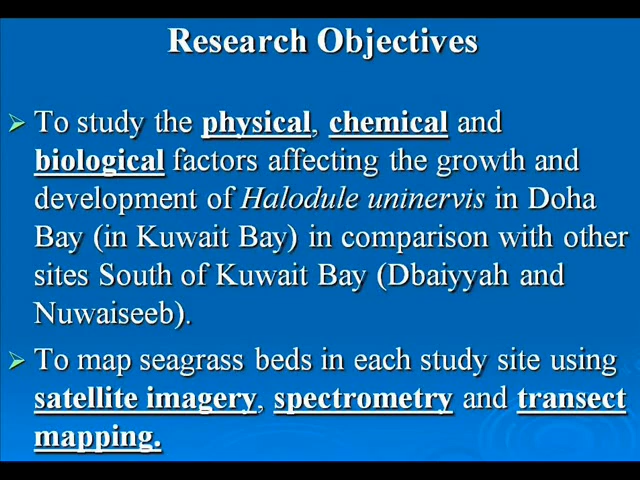 Research Objectives
To study the physical, chemical and
biological factors affecting the growth and
development of Halodule uninervis in Doha
Bay (in Kuwait Bay) in comparison with other
sites South of Kuwait Bay (Dbaiyyah and
Nuwaiseeb).
To map seagrass beds in each study site using
satellite imagery, spectrometry and transect
mapping.